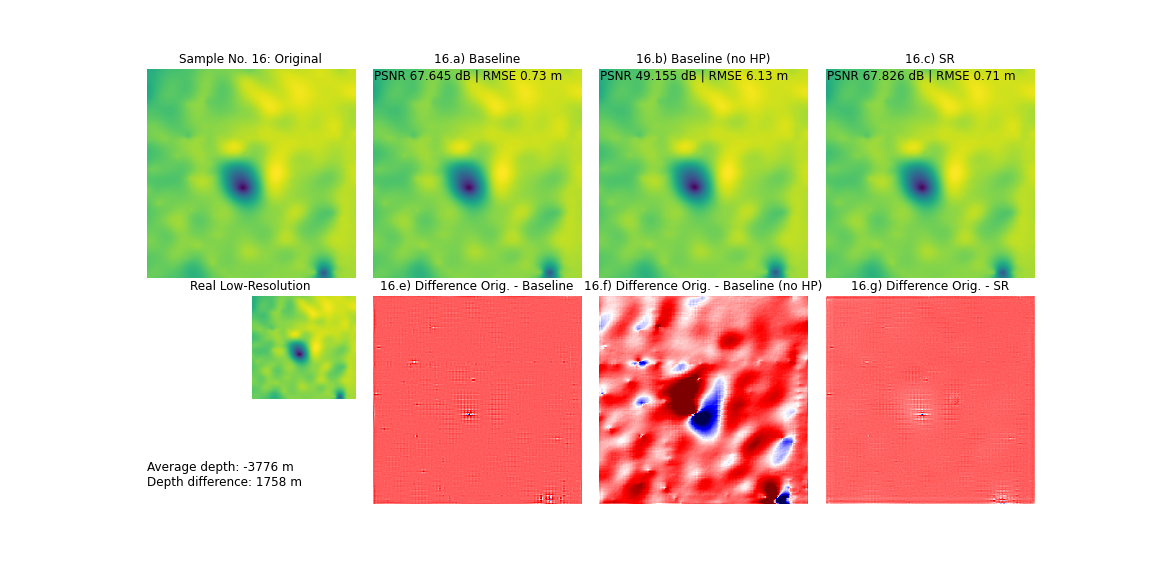 Sample No. 16: Original
16.a) Baseline
16.b) Baseline (no HP)
16.c) SR
PSNR 67.645 dB | RMSE 0.73 m
PSNR 49.155 dB | RMSE 6.13 m
PSNR 67.826 dB | RMSE 0.71 m
Real Low-Resolution
16.e) Difference Orig. - Baseline
16.f) Difference Orig. - Baseline (no HP)
16.g) Difference Orig. - SR
Average depth: -3776 m
Depth difference: 1758 m